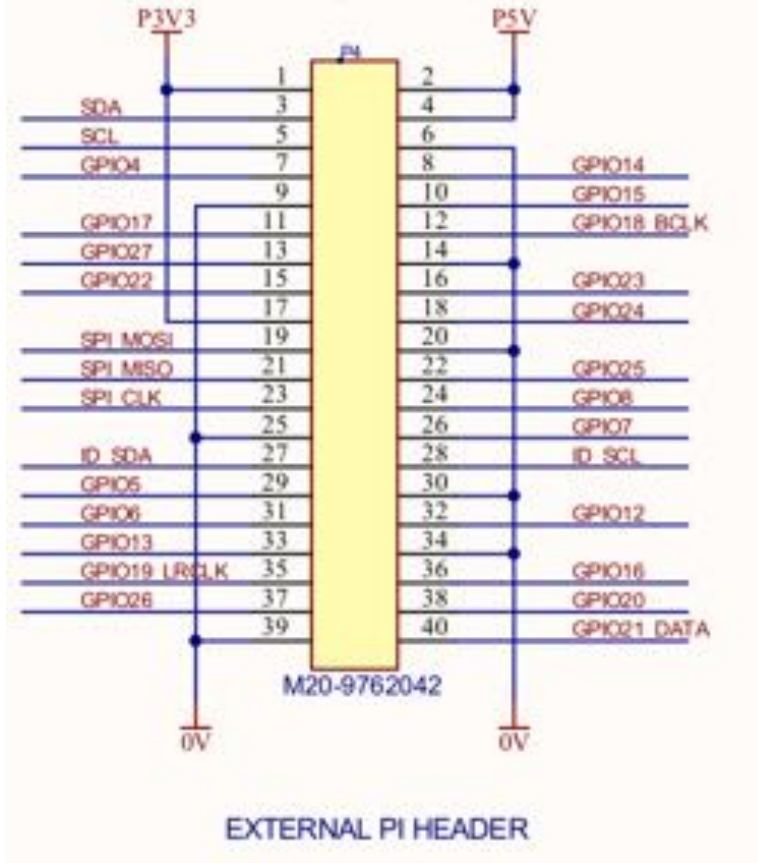 P3V3 P5V
P4
1 2
SDA 3 4
SCL 5 6
GPIO4 7 8 GPIO14
9 10 GPIO15
GPIO17 11 12 GPIO18 BCLK
GPIO27 13 14
GPIO22 15 16 GPIO23
17 18 GPIO24
SPI MOSI 19 20
SPI MISO 21 22 GPIO25
SPI CLK 23 24 GPIO8
25 26 GPIO7
ID SDA 27 28 ID SCL
GPIO5 29 30
GPIO6 31 32 GPIO12
GPIO13 33 34
GPIO19 LRCLK 35 36 GPIO16
GPIO26 37 38 GPIO20
39 40 GPIO21 DATA
M20-9762042
0V 0V
EXTERNAL PI HEADER